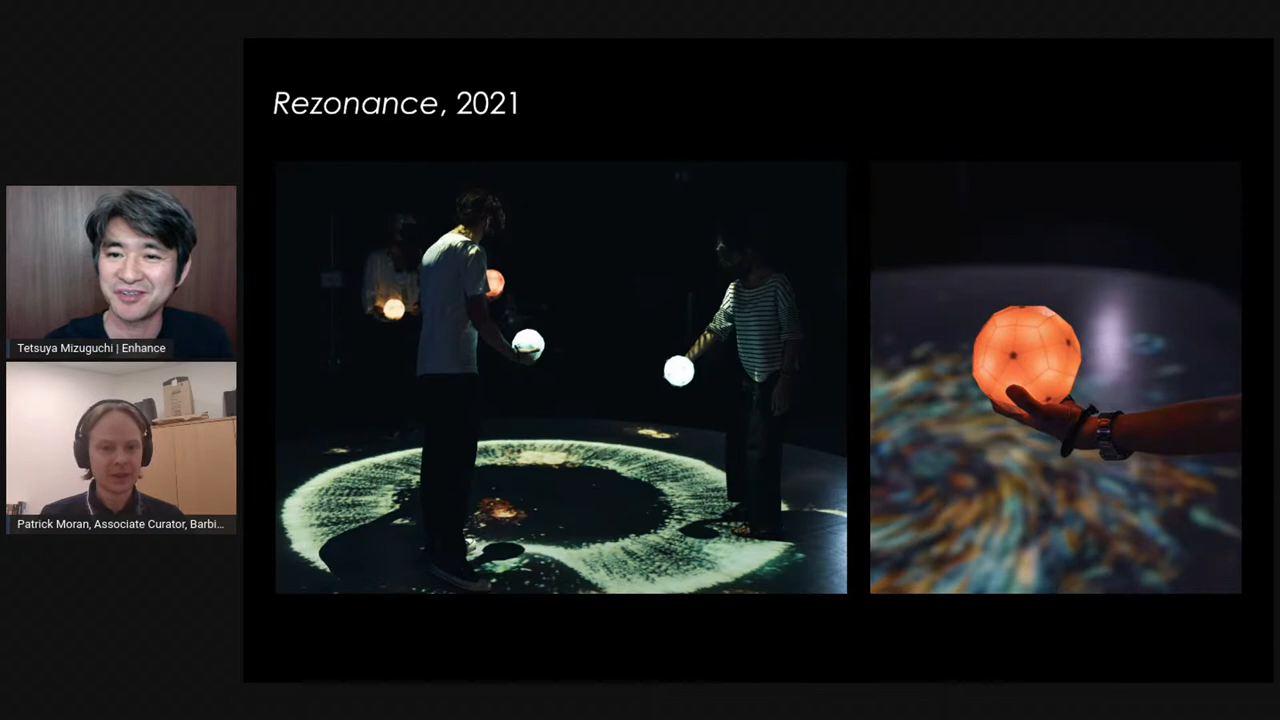 Rezonance, 2021
Tetsuya Mizuguchi | Enhance
Patrick Moran, Associate Curator, Barbi...